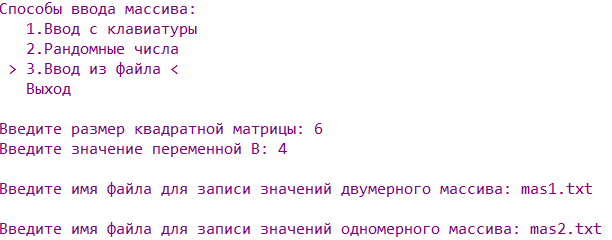 Способы ввода массива:
1.Ввод с клавиатуры
2.Рандомные числа
> 3.Ввод из файла <
Выход
Введите размер квадратной матрицы: 6
Введите значение переменной В: 4
Введите имя файла для записи значений двумерного массива: mas1.txt
Введите имя файла для записи значений одномерного массива: mas2.txt